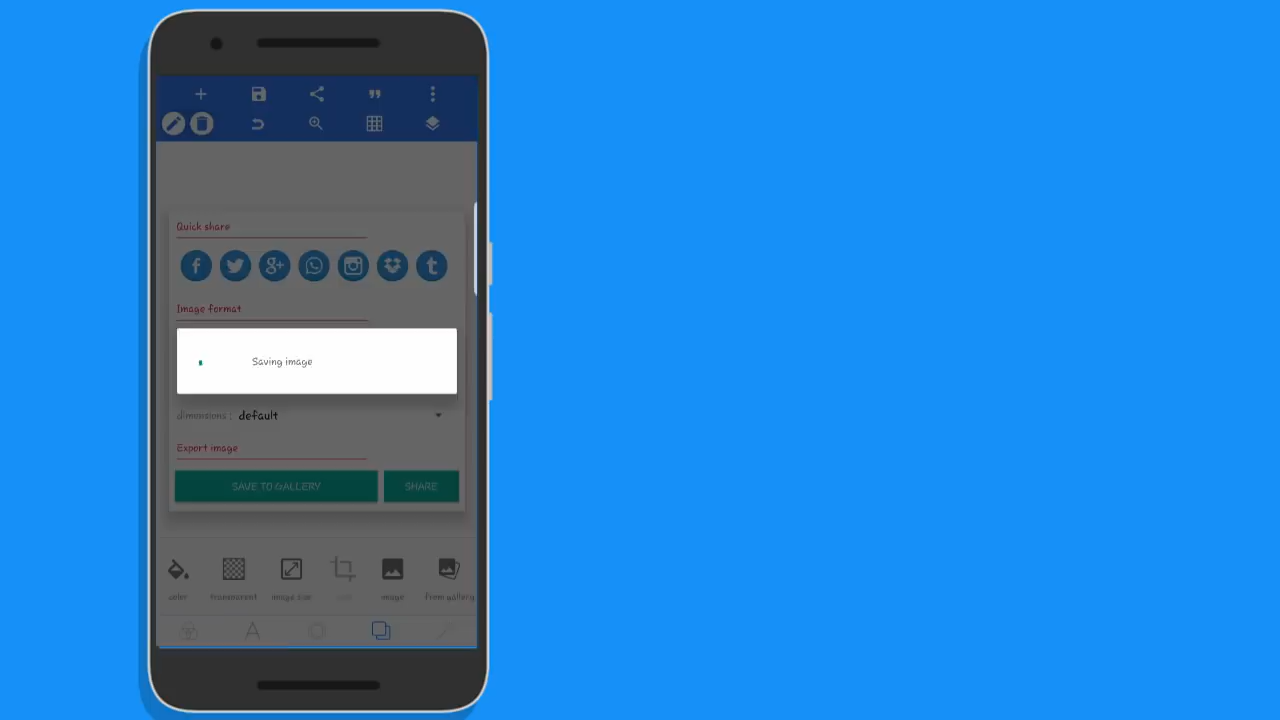 Quick share
Image format
Saving image
dimensions : default
Export image
SAVE TO GALLERY SHARE
transparent image size image from gallery